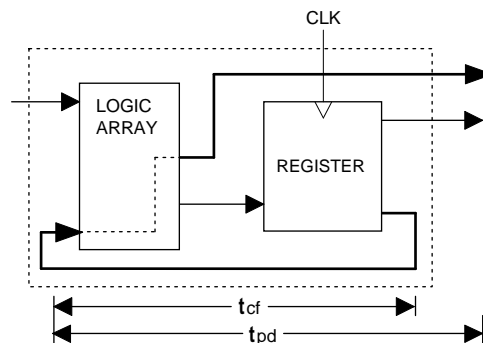 CLK
LOGIC
ARRAY
REGISTER
tcf
tpd